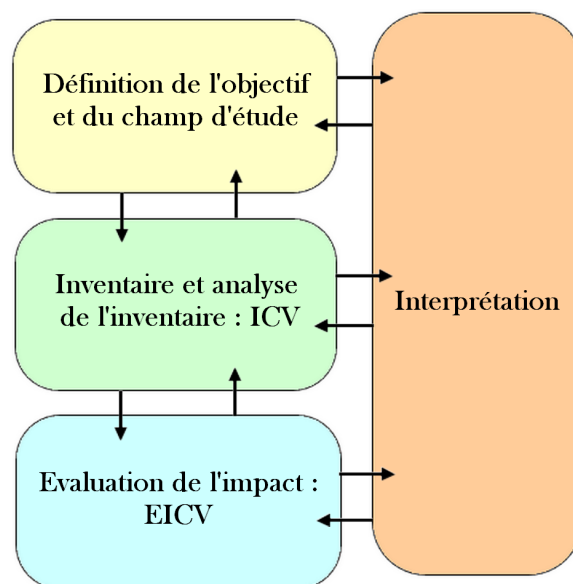 Définition de l'objectif
et du champ d'étude
Inventaire et analyse
de l'inventaire : ICV
Interprétation
Evaluation de l'impact :
EICV